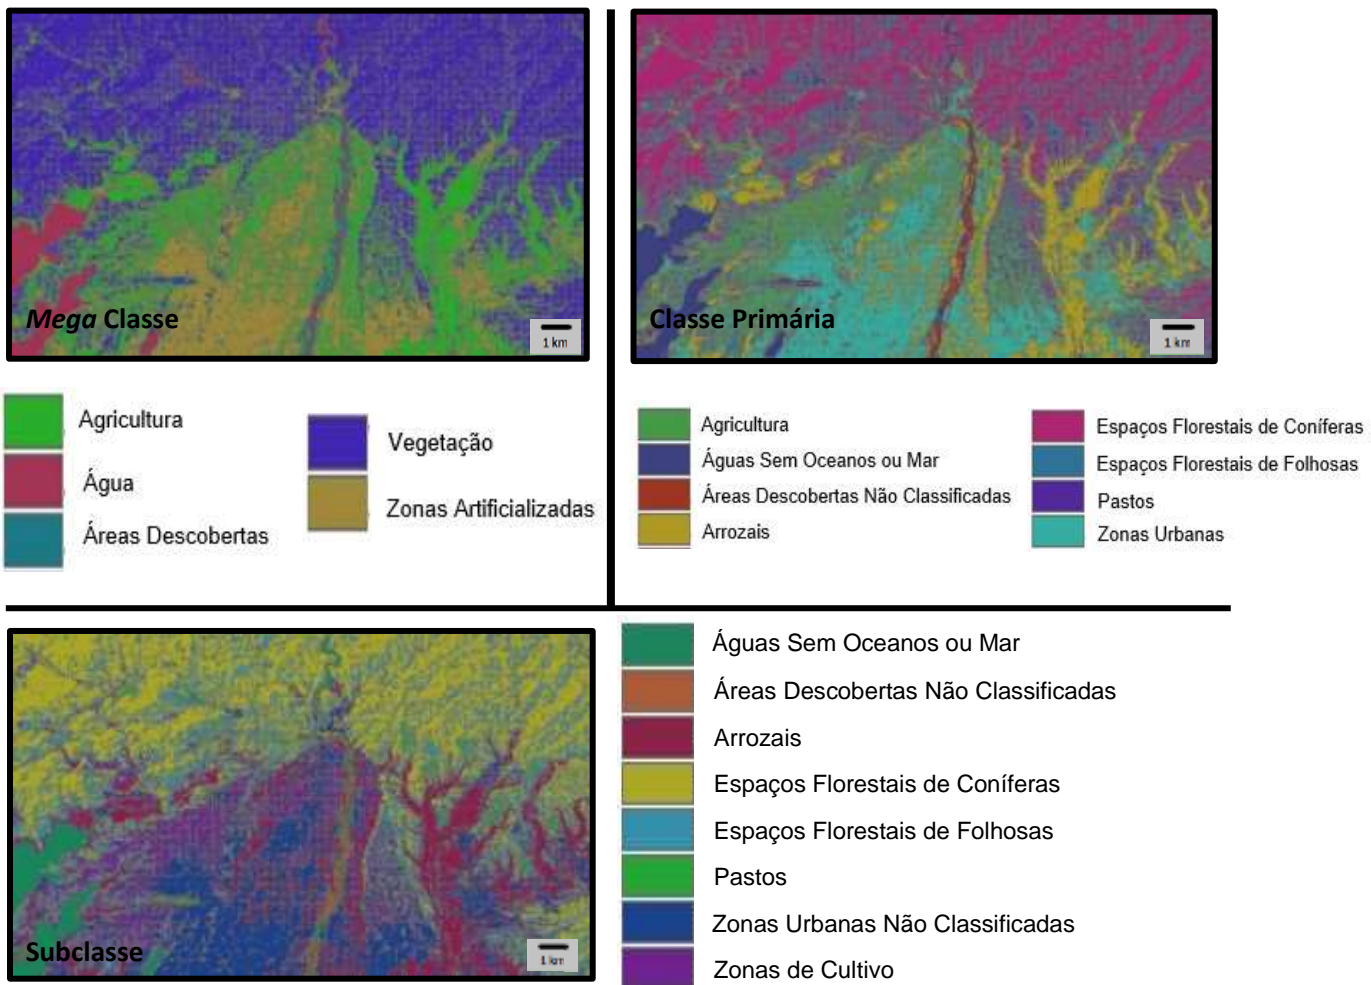 Mega Classe
1 km
Classe Primária
1 km
Agricultura
Água
Áreas Descobertas
Vegetação
Zonas Artificializadas
Agricultura
Águas Sem Oceanos ou Mar
Áreas Descobertas Não Classificadas
Arrozais
Espaços Florestais de Coníferas
Espaços Florestais de Folhosas
Pastos
Zonas Urbanas
Subclasse
1 km
Águas Sem Oceanos ou Mar
Áreas Descobertas Não Classificadas
Arrozais
Espaços Florestais de Coníferas
Espaços Florestais de Folhosas
Pastos
Zonas Urbanas Não Classificadas
Zonas de Cultivo